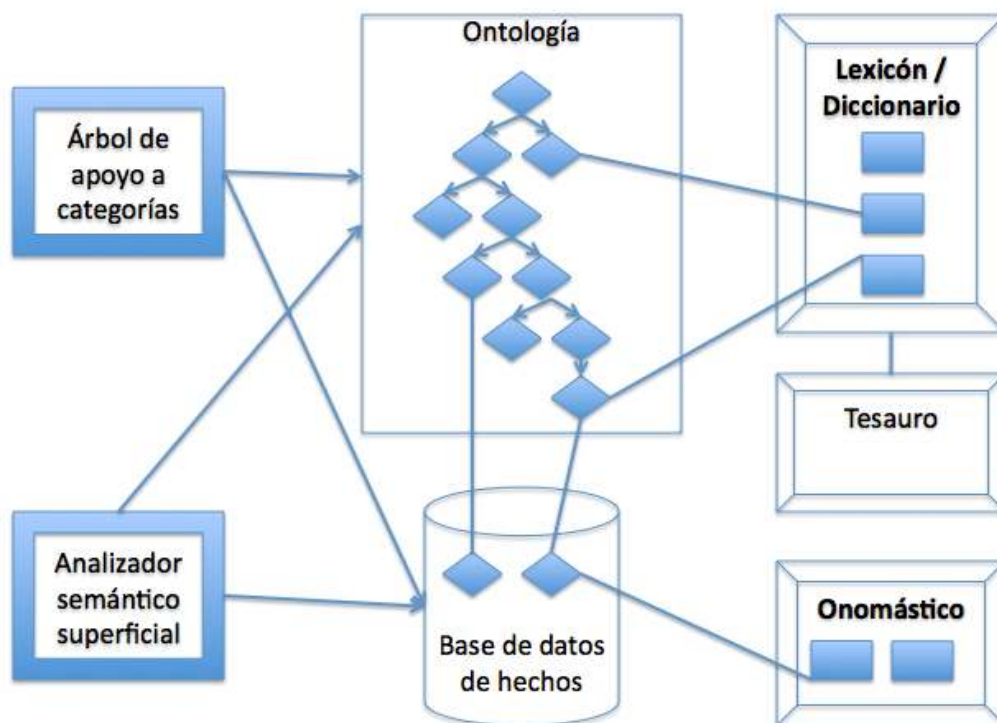 Ontología
Lexicón /
Diccionario
Árbol de
apoyo a
categorías
Tesauro
Analizador
semántico
superficial
Base de datos
de hechos
Onomástico